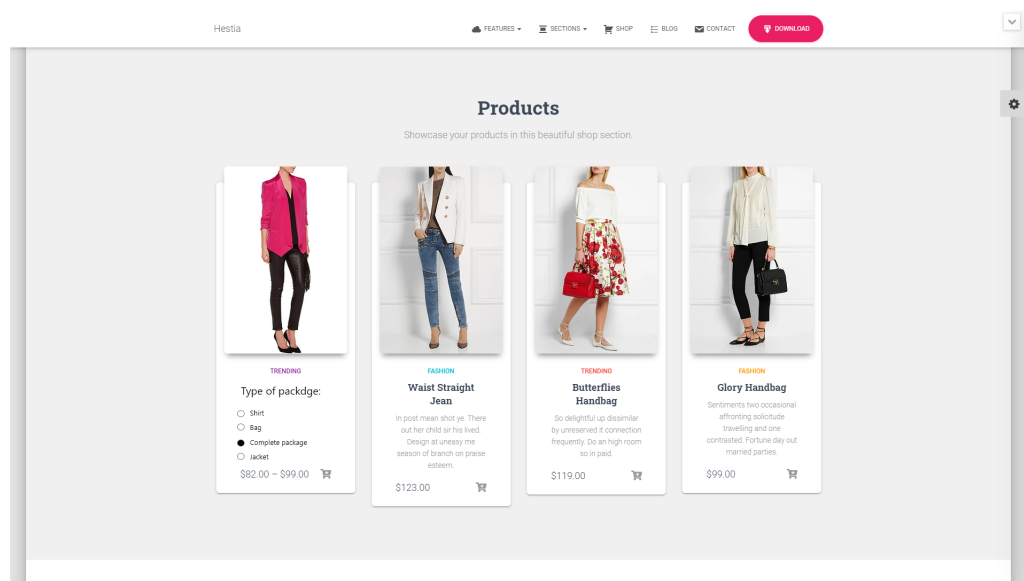 Hestia
FEATURES
SECTIONS
SHOP
BLOG
CONTACT
DOWNLOAD
Products
Showcase your products in this beautiful shop section.
TRENDING
Type of packdge:
Shirt
Bag
Complete package
Jacket
$82.00 – $99.00
FASHION
Waist Straight
Jean
in post mean shot ye. There
out her child sir his lived.
Design at uneasy me
season of branch on praise
esteem.
$123.00
TRENDING
Butterflies
Handbag
So delightful up dissimilar
by unreserved it connection
frequently. Do an high room
so in paid.
$119.00
FASHION
Glory Handbag
Sentiments two occasional
affronting solicitude
travelling and one
contrasted. Fortune day out
married parties.
$99.00